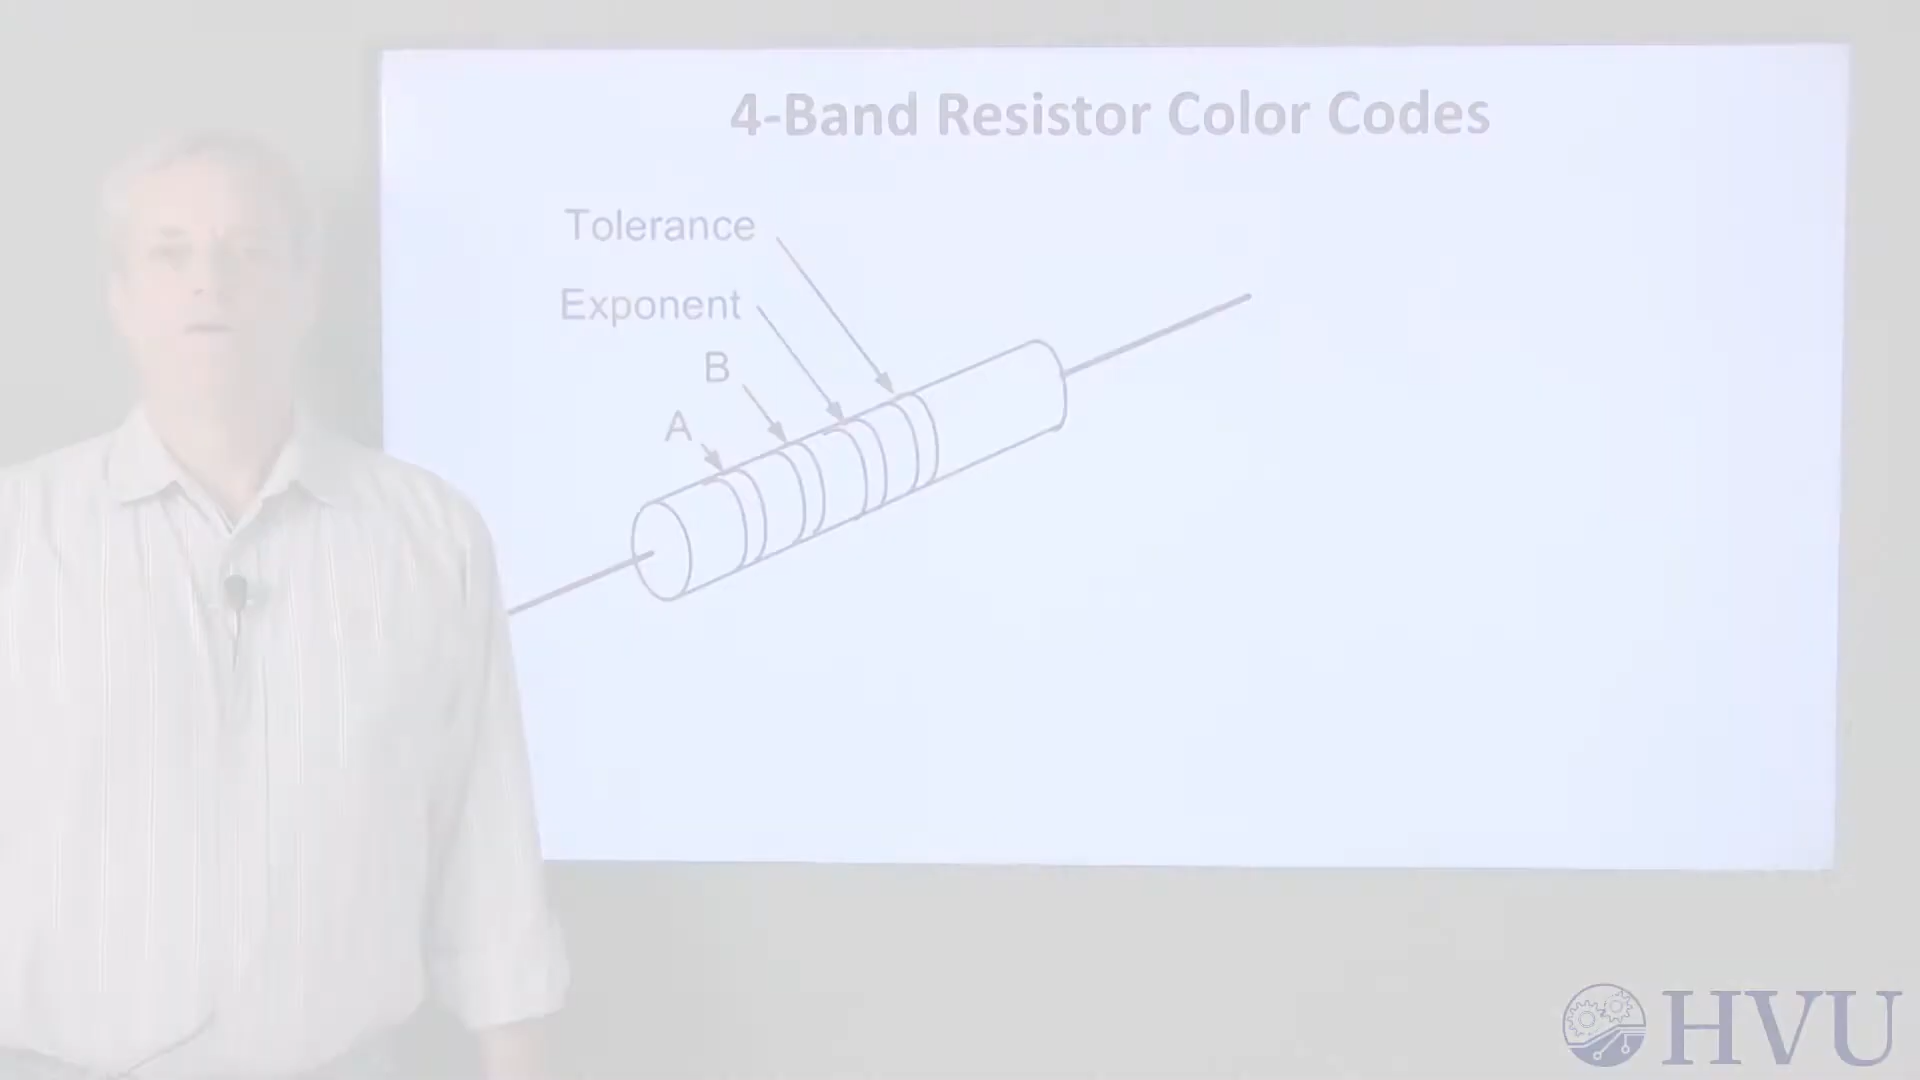 4-Band Resistor Color Codes
Tolerance
Exponent
B
A
HVU